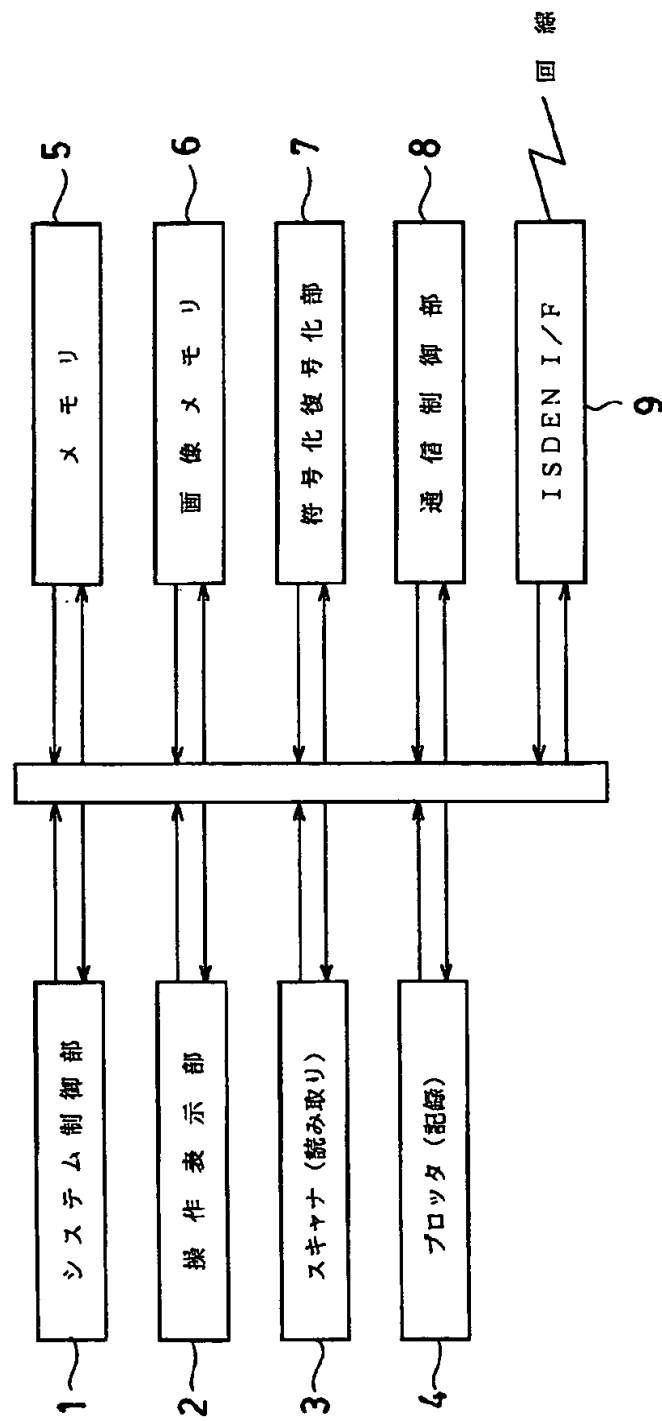 1
システム制御部
2
操作表示部
3
スキャナ(読み取り)
4
プロッタ(記録)
5
メモリ
6
画像メモリ
7
符号化復号化部
8
通信制御部
9
ISDEN I/F
回線